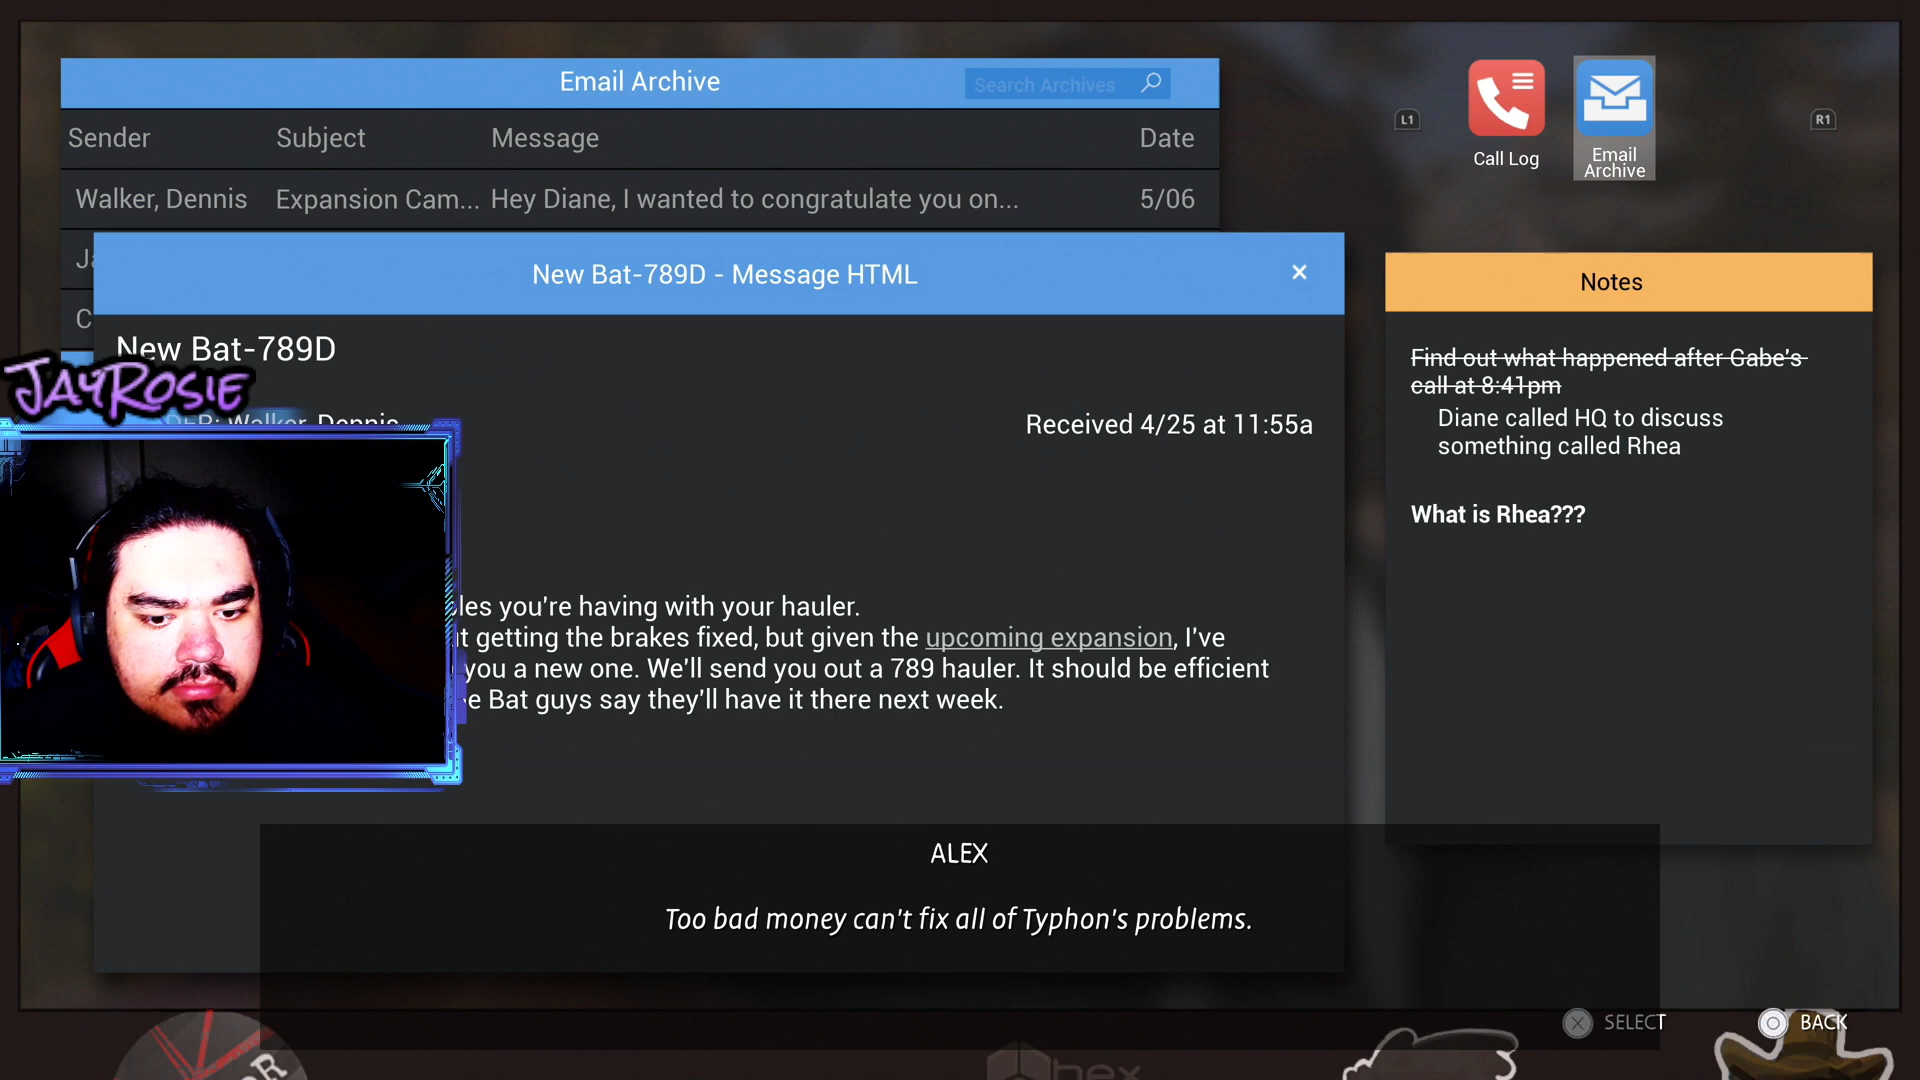 Email Archive
Search Archives
L1
R1
Call Log
Email
Archive
Sender Subject Message Date
Walker, Dennis Expansion Cam... Hey Diane, I wanted to congratulate you on... 5/06
New Bat-789D - Message HTML
×
Notes
New Bat-789D
Find out what happened after Gabe's
call at 8:41pm
Diane called HQ to discuss
something called Rhea
What is Rhea???
JAYROSIE
Walker, Dennis
Received 4/25 at 11:55a
you're having with your hauler.
getting the brakes fixed, but given the upcoming expansion, I've
you a new one. We'll send you out a 789 hauler. It should be efficient
Bat guys say they'll have it there next week.
ALEX
Too bad money can't fix all of Typhon's problems.
SELECT
BACK
hex